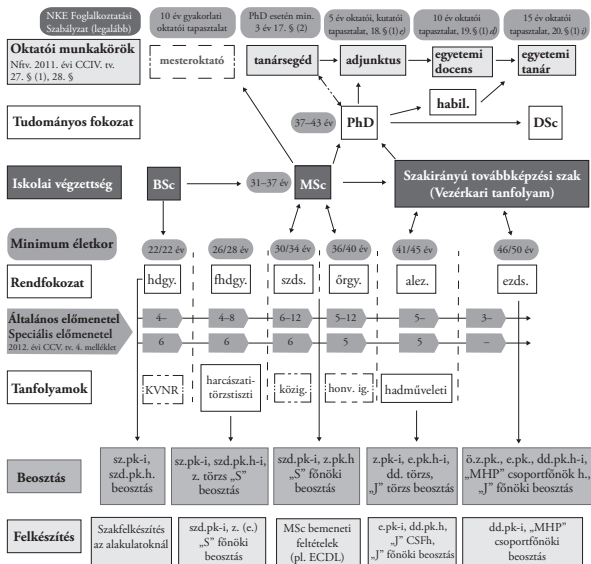 NKE Foglalkoztatási
Szabályzat (legalább)
10 év gyakorlati
oktatói tapasztalat
PhD esetén min.
3 év 17. § (2)
5 év oktatói, kutatói
tapasztalat, 18. § (1) e)
10 év oktatói
tapasztalat, 19. § (1) d)
15 év oktatói
tapasztalat, 20. § (1) i)
Oktatói munkakörök
Nftv. 2011. évi CCIV. tv.
27. § (1), 28. §
mesteroktató
tanársegéd
adjunktus
egyetemi
docens
egyetemi
tanár
habil.
Tudományos fokozat
37–43 év
PhD
DSc
Iskolai végzettség
BSc
31–37 év
MSc
Szakirányú továbbképzési szak
(Vezérkari tanfolyam)
Minimum életkor
22/22 év
26/28 év
30/34 év
36/40 év
41/45 év
46/50 év
Rendfokozat
hdgy.
fhdgy.
szds.
őrgy.
alez.
ezds.
Általános előmenetel
Speciális előmenetel
2012. évi CCV. tv. 4. melléklet
4–
4–8
6–12
5–12
5–
3–
6
6
6
5
5
–
Tanfolyamok
KVNR
harcászati-
törzstiszti
közig.
honv. ig.
hadműveleti
Beosztás
sz.pk-i,
szd.pk.h.
beosztás
sz.pk-i, szd.pk.h-i,
z. törzs „S”
beosztás
szd.pk-i, z.pk.h
„S” főnöki
beosztás
z.pk-i, e.pk.h-i,
dd. törzs,
„J” törzs beosztás
ö.z.pk., e.pk., dd.pk.h-i,
„MHP” csoportfőnök h.,
„J” főnöki beosztás
Felkészítés
Szakfelkészítés
az alakulatoknál
szd.pk-i, z. (e.)
„S” főnöki
beosztás
MSc bemeneti
feltételek
(pl. ECDL)
e.pk-i, dd.pk.h,
„J” CSFh,
„J” főnöki beosztás
dd.pk-i, „MHP”
csoportfőnöki
beosztás